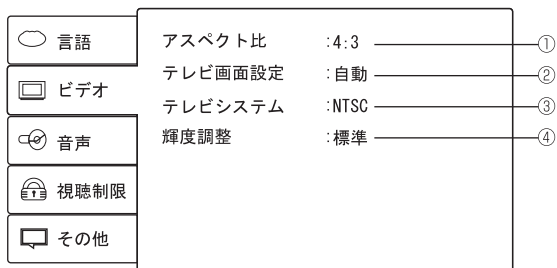 言語
ビデオ
音声
視聴制限
その他
アスペクト比 :4:3 ①
テレビ画面設定 :自動 ②
テレビシステム :NTSC ③
輝度調整 :標準 ④